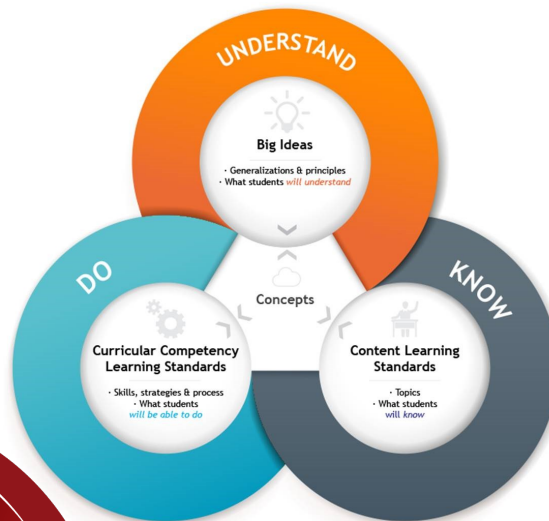 UNDERSTAND
Big Ideas
· Generalizations & principles
· What students will understand
DO
KNOW
Concepts
Curricular Competency
Learning Standards
· Skills, strategies & process
· What students
will be able to do
Content Learning
Standards
· Topics
· What students
will know